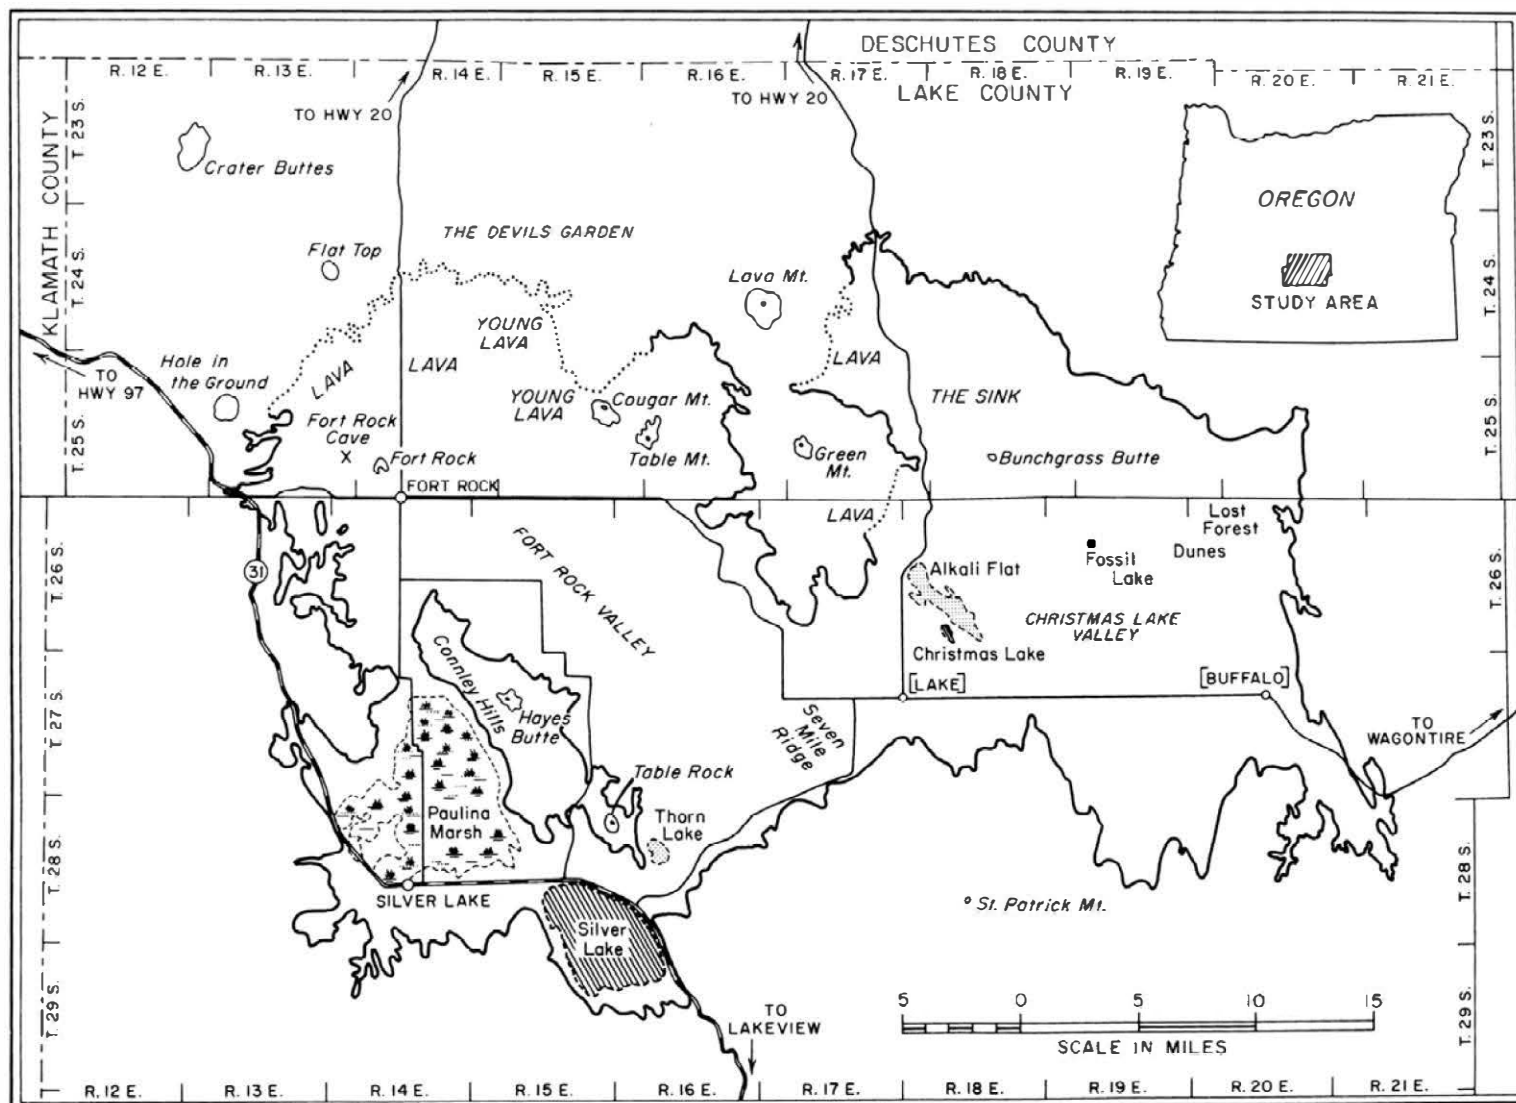 DESCHUTES COUNTY
LAKE COUNTY
KLAMATH COUNTY
R. 12 E.
R. 13 E.
R. 14 E.
R. 15 E.
R. 16 E.
R. 17 E.
R. 18 E.
R. 19 E.
R. 20 E.
R. 21 E.
TO HWY 20
TO HWY 20
T. 23 S.
T. 23 S.
Crater Buttes
OREGON
STUDY AREA
THE DEVILS GARDEN
Flat Top
Lava Mt.
T. 24 S.
T. 24 S.
YOUNG
LAVA
LAVA
LAVA
LAVA
TO
HWY 97
Hole in
the Ground
YOUNG
LAVA
Cougar Mt.
THE SINK
Fort Rock
Cave
X
Fort Rock
Table Mt.
Green
Mt.
Bunchgrass Butte
T. 25 S.
T. 25 S.
FORT ROCK
LAVA
Lost
Forest
Dunes
Fossil
Lake
FORT ROCK VALLEY
31
Alkali Flat
T. 26 S.
T. 26 S.
CHRISTMAS LAKE
VALLEY
Christmas Lake
[LAKE]
[BUFFALO]
Connley Hills
Hayes
Butte
Seven
Mile
Ridge
TO
WAGONTIRE
T. 27 S.
T. 27 S.
Table Rock
Paulina
Marsh
Thorn
Lake
T. 28 S.
T. 28 S.
SILVER LAKE
St. Patrick Mt.
Silver
Lake
T. 29 S.
T. 29 S.
TO
LAKEVIEW
5 0 5 10 15
SCALE IN MILES
R. 12 E.
R. 13 E.
R. 14 E.
R. 15 E.
R. 16 E.
R. 17 E.
R. 18 E.
R. 19 E.
R. 20 E.
R. 21 E.